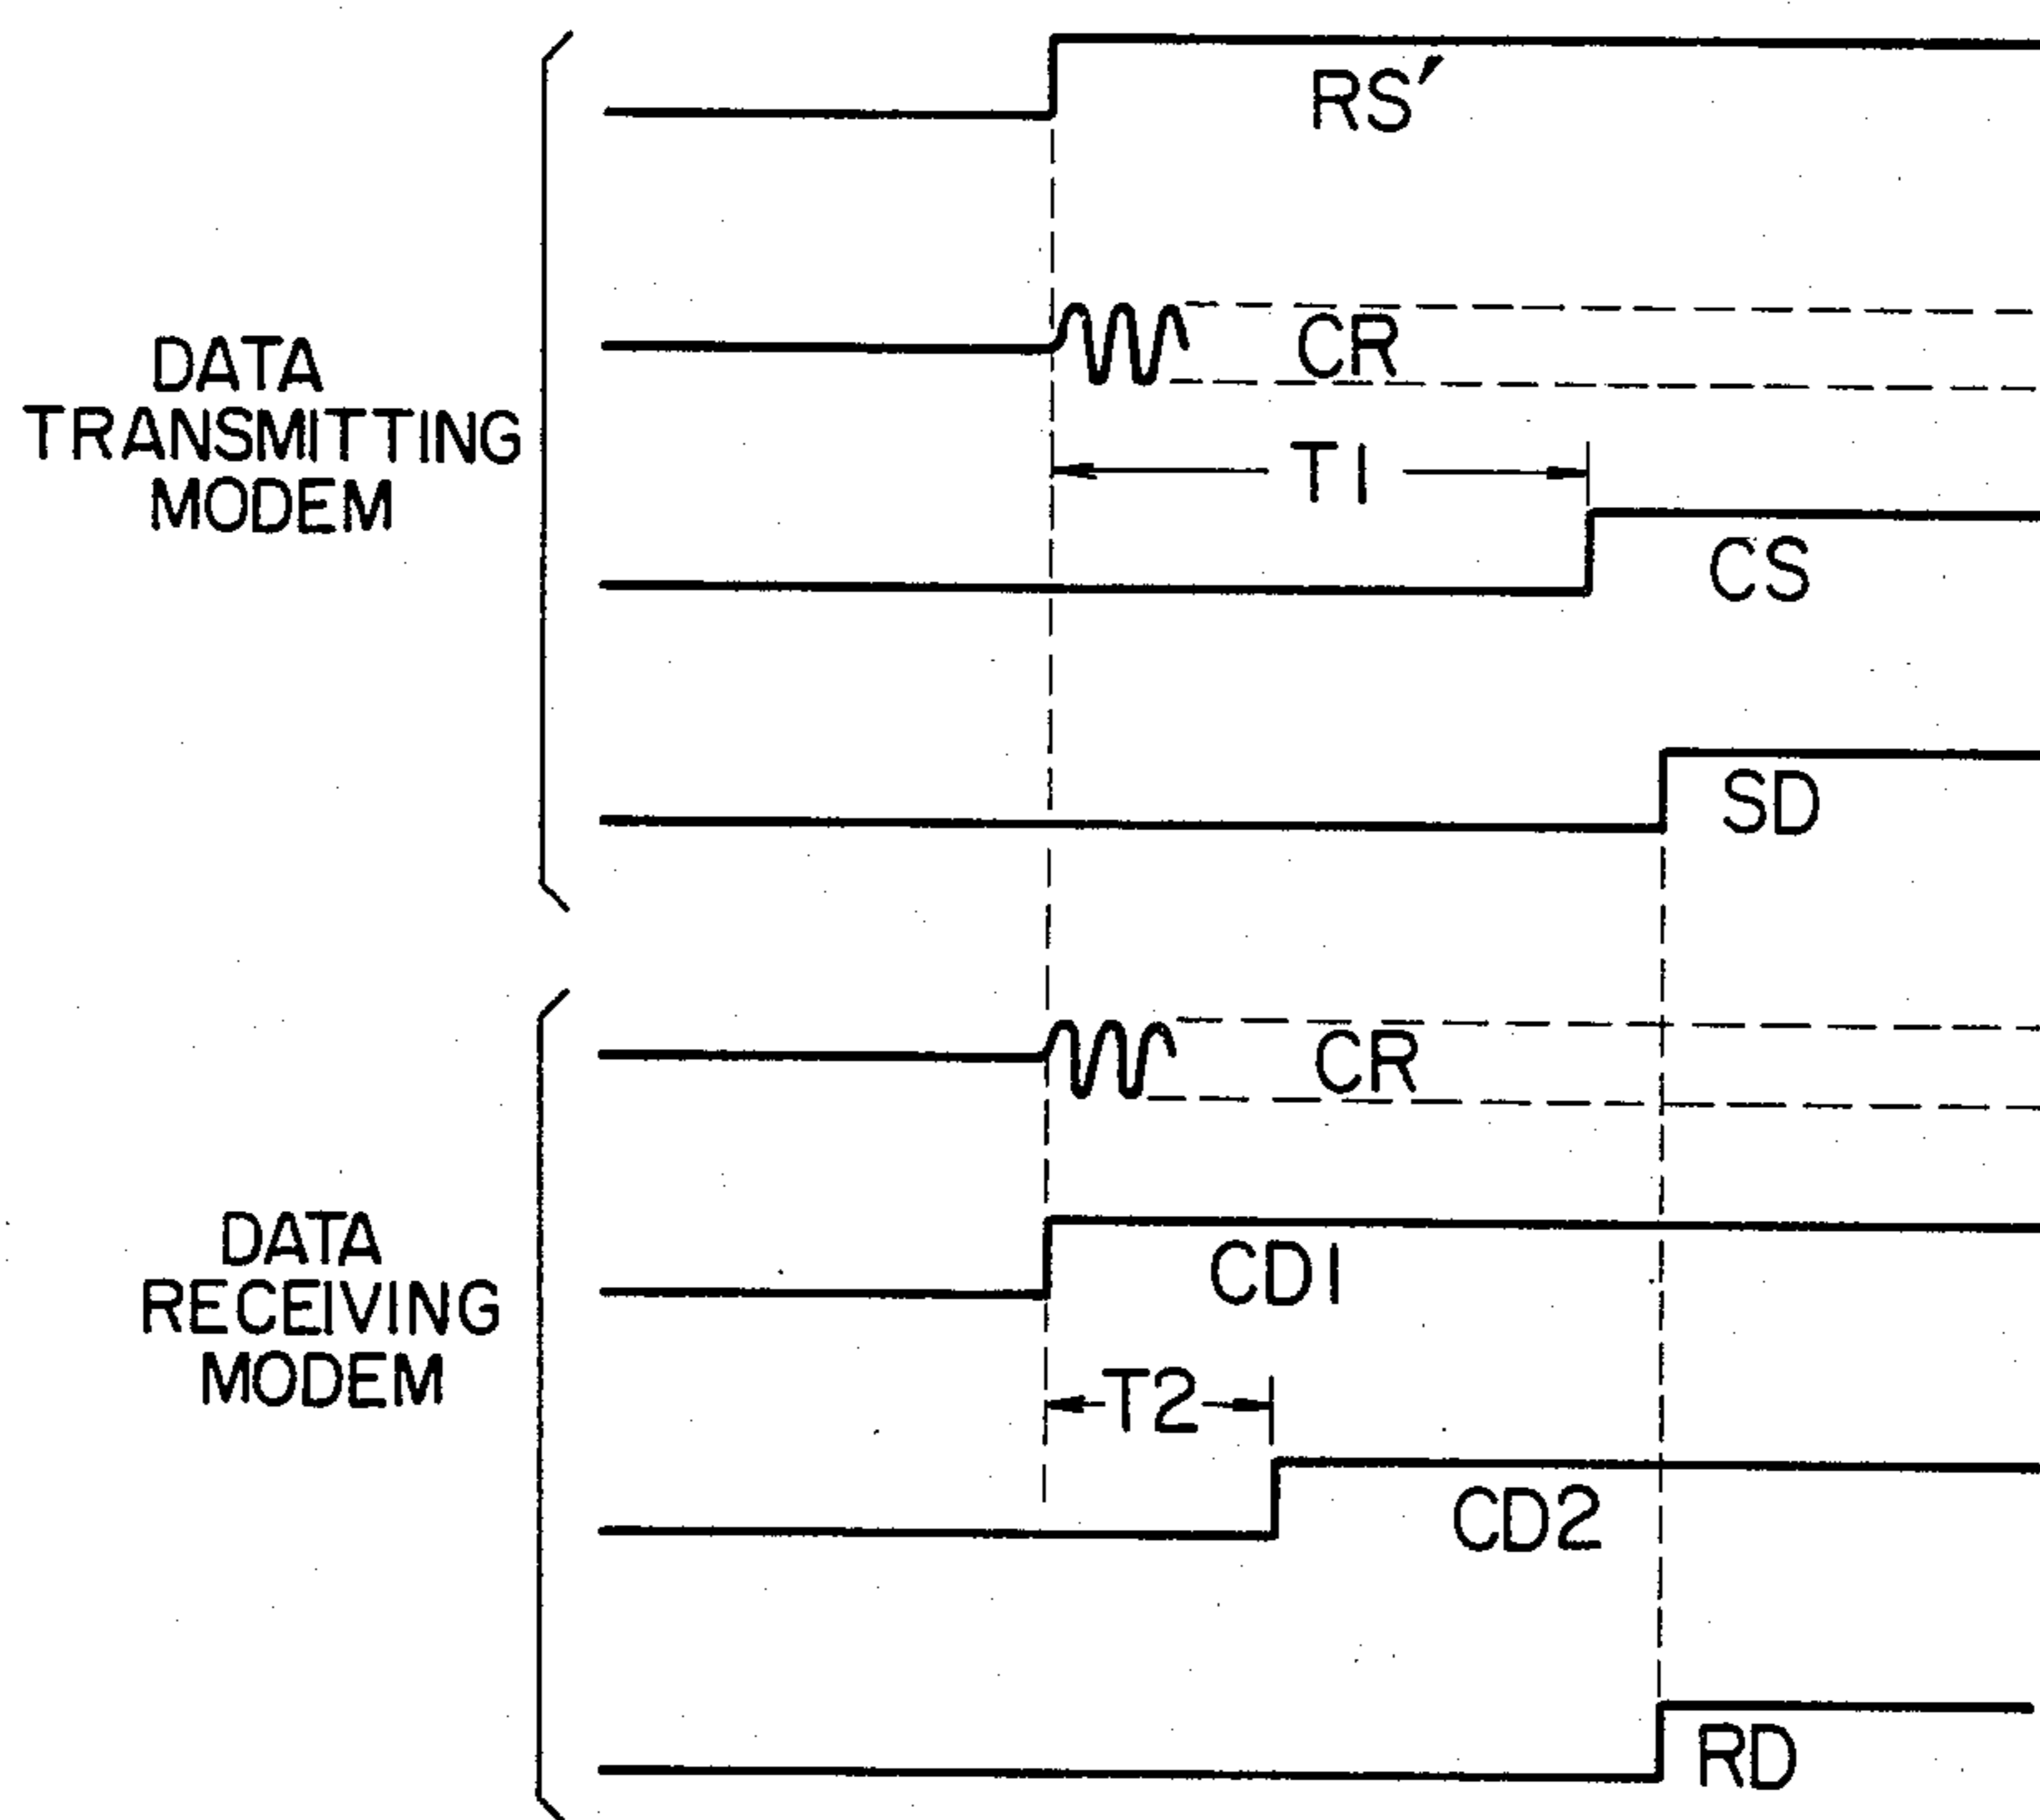 RS′
CR
T1
CS
SD
DATA
TRANSMITTING
MODEM
CR
CD1
T2
CD2
RD
DATA
RECEIVING
MODEM